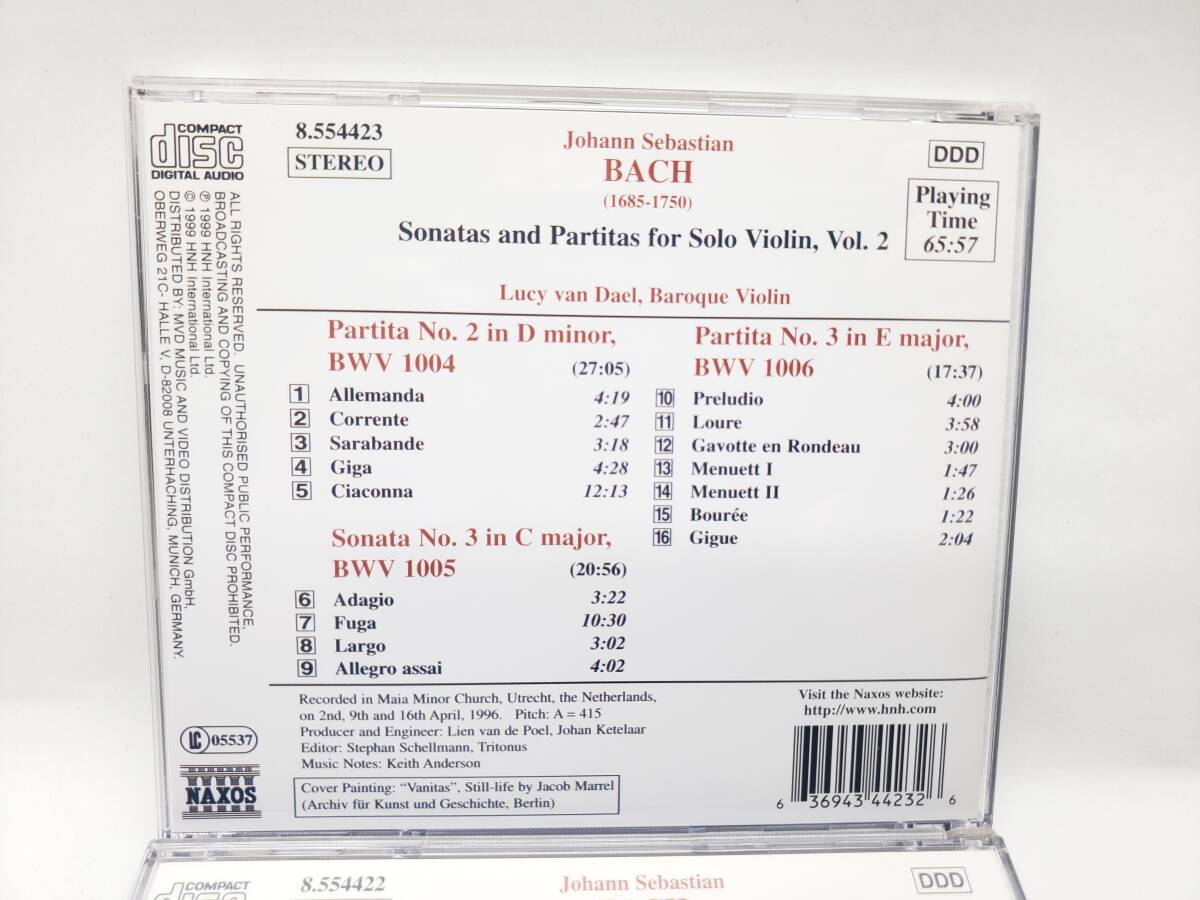 COMPACT
disc
DIGITAL AUDIO
ALL RIGHTS RESERVED. UNAUTHORISED PUBLIC PERFORMANCE,
BROADCASTING AND COPYING OF THIS COMPACT DISC PROHIBITED.
℗ 1999 HNH International Ltd.
© 1999 HNH International Ltd.
DISTRIBUTED BY: MVD MUSIC AND VIDEO DISTRIBUTION GmbH,
OBERWEG 21C- HALLE V, D-82008 UNTERHACHING, MUNICH, GERMANY.
LC 05537
NAXOS
8.554423
STEREO
Johann Sebastian
BACH
(1685-1750)
Sonatas and Partitas for Solo Violin, Vol. 2
DDD
Playing
Time
65:57
Lucy van Dael, Baroque Violin
Partita No. 2 in D minor,
BWV 1004 (27:05)
1 Allemanda 4:19
2 Corrente 2:47
3 Sarabande 3:18
4 Giga 4:28
5 Ciaconna 12:13
Sonata No. 3 in C major,
BWV 1005 (20:56)
6 Adagio 3:22
7 Fuga 10:30
8 Largo 3:02
9 Allegro assai 4:02
Partita No. 3 in E major,
BWV 1006 (17:37)
10 Preludio 4:00
11 Loure 3:58
12 Gavotte en Rondeau 3:00
13 Menuett I 1:47
14 Menuett II 1:26
15 Bourée 1:22
16 Gigue 2:04
Recorded in Maia Minor Church, Utrecht, the Netherlands,
on 2nd, 9th and 16th April, 1996. Pitch: A = 415
Producer and Engineer: Lien van de Poel, Johan Ketelaar
Editor: Stephan Schellmann, Tritonus
Music Notes: Keith Anderson
Cover Painting: “Vanitas”, Still-life by Jacob Marrel
(Archiv für Kunst und Geschichte, Berlin)
Visit the Naxos website:
http://www.hnh.com
6 36943 44232 6
COMPACT
disc
8.554422
Johann Sebastian
BACH
DDD